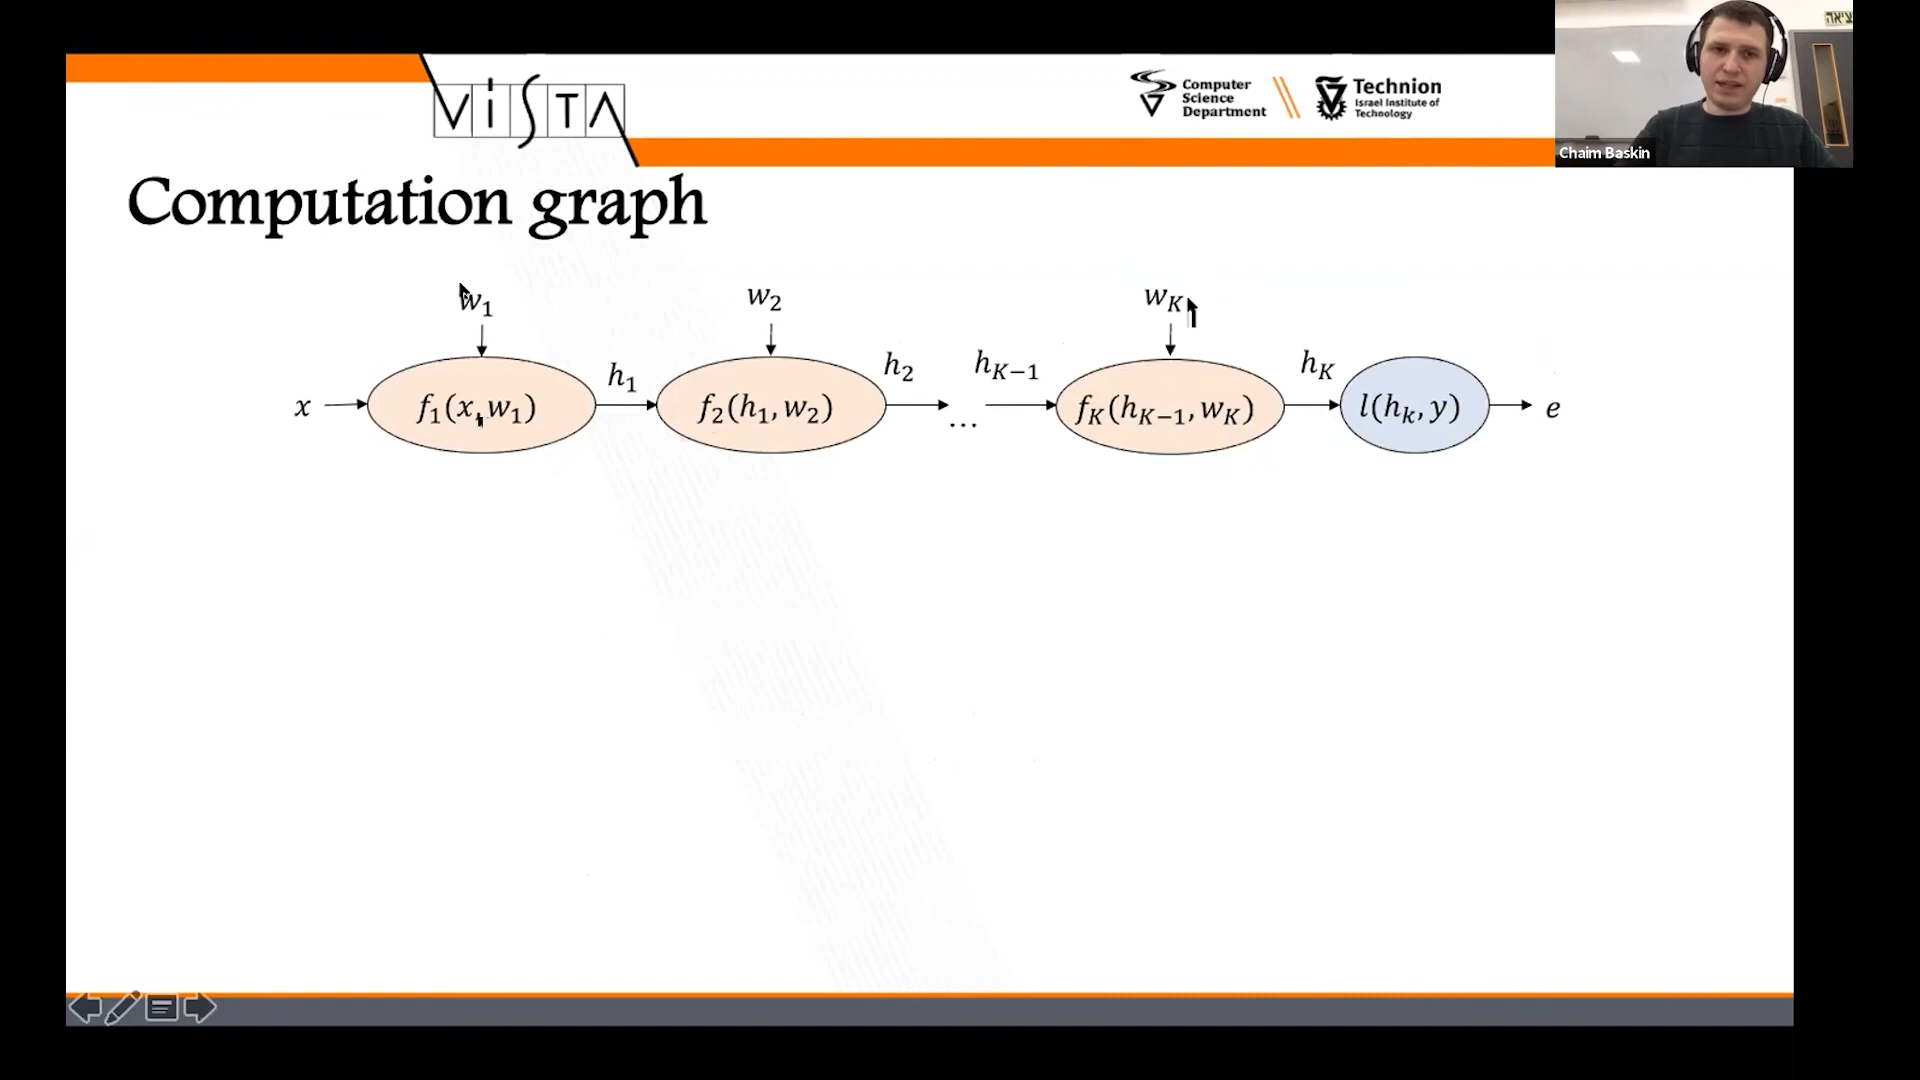 ViSTA
Computer
Science
Department
Technion
Israel Institute of
Technology
Chaim Baskin
Computation graph
w₁
w₂
w_K
x
f₁(x, w₁)
h₁
f₂(h₁, w₂)
h₂
...
h_{K−1}
f_K(h_{K−1}, w_K)
h_K
l(h_k, y)
e